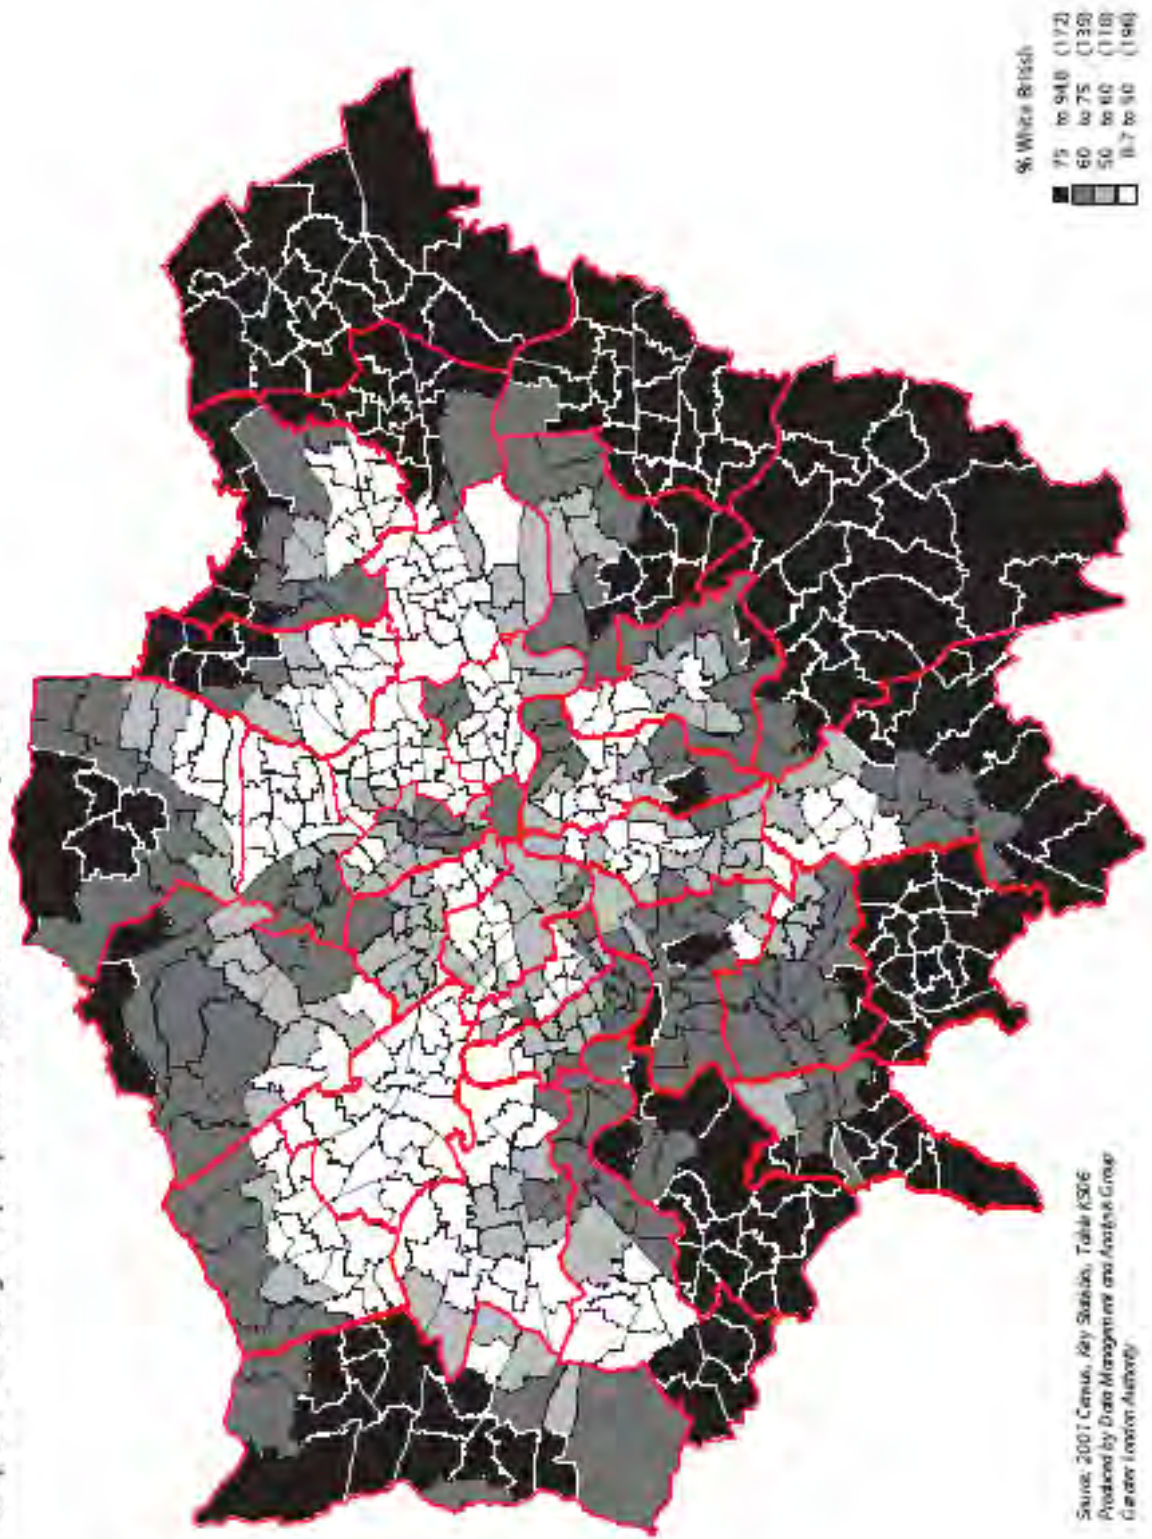 % White British
75 to 94.8 (172)
60 to 75 (139)
50 to 60 (118)
8.7 to 50 (196)
Source: 2001 Census, Key Statistics, Table KS06
Produced by Data Management and Analysis Group
Greater London Authority